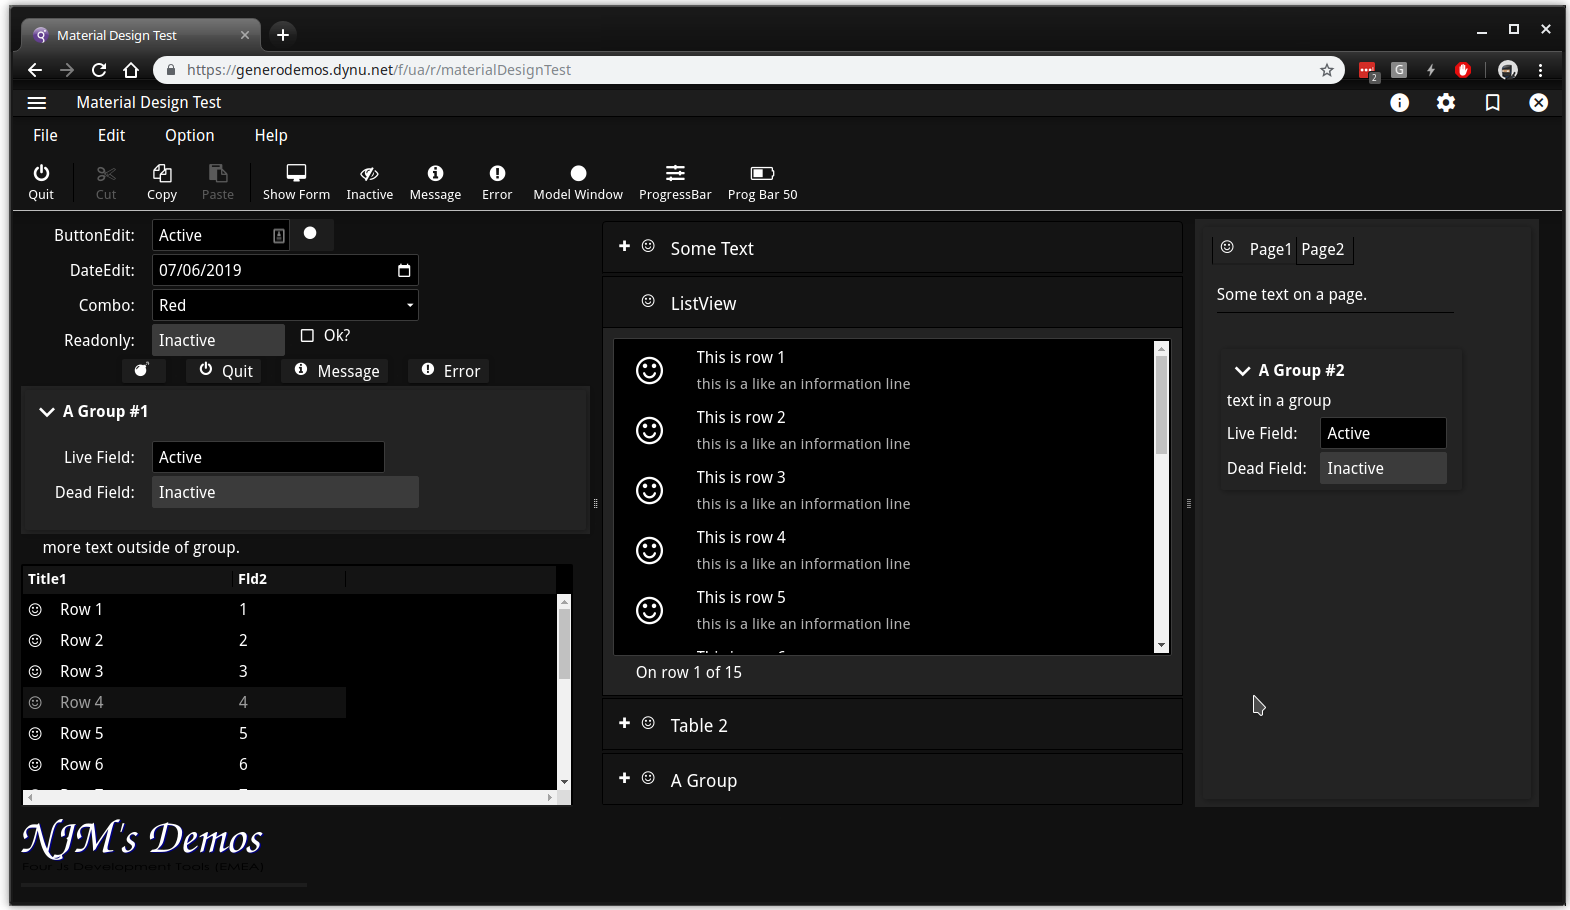 Material Design Test
https://generodemos.dynu.net/f/ua/r/materialDesignTest
2
G
Material Design Test
File Edit Option Help
Quit Cut Copy Paste Show Form Inactive Message Error Model Window ProgressBar Prog Bar 50
ButtonEdit: Active
DateEdit: 07/06/2019
Combo: Red
Readonly: Inactive Ok?
Quit Message Error
A Group #1
Live Field: Active
Dead Field: Inactive
more text outside of group.
Title1 Fld2
Row 1 1
Row 2 2
Row 3 3
Row 4 4
Row 5 5
Row 6 6
NJM's Demos
Four Js Development Tools (EMEA)
Some Text
ListView
This is row 1
this is a like an information line
This is row 2
this is a like an information line
This is row 3
this is a like an information line
This is row 4
this is a like an information line
This is row 5
this is a like an information line
On row 1 of 15
Table 2
A Group
Page1 Page2
Some text on a page.
A Group #2
text in a group
Live Field: Active
Dead Field: Inactive